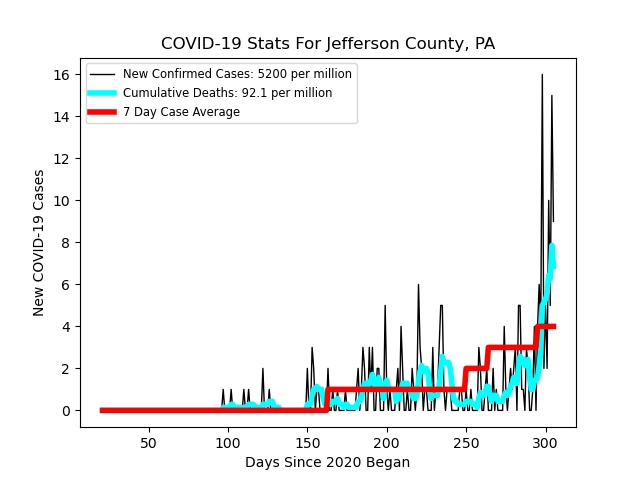 COVID-19 Stats For Jefferson County, PA
New Confirmed Cases: 5200 per million
Cumulative Deaths: 92.1 per million
7 Day Case Average
New COVID-19 Cases
16
14
12
10
8
6
4
2
0
50 100 150 200 250 300
Days Since 2020 Began